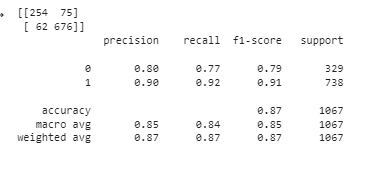 [[254  75]
 [ 62 676]]
              precision    recall  f1-score   support

           0       0.80      0.77      0.79       329
           1       0.90      0.92      0.91       738

    accuracy                           0.87      1067
   macro avg       0.85      0.84      0.85      1067
weighted avg       0.87      0.87      0.87      1067